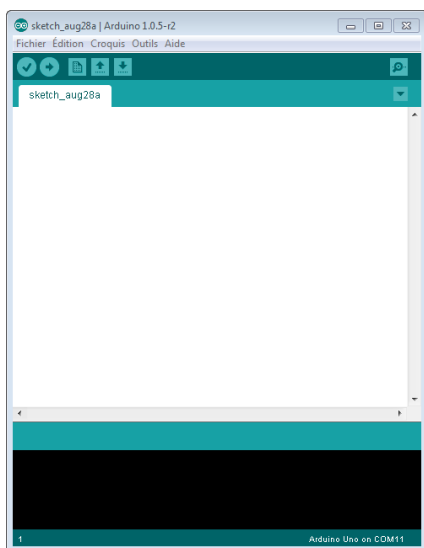 sketch_aug28a | Arduino 1.0.5-r2
Fichier Édition Croquis Outils Aide
sketch_aug28a
1
Arduino Uno on COM11